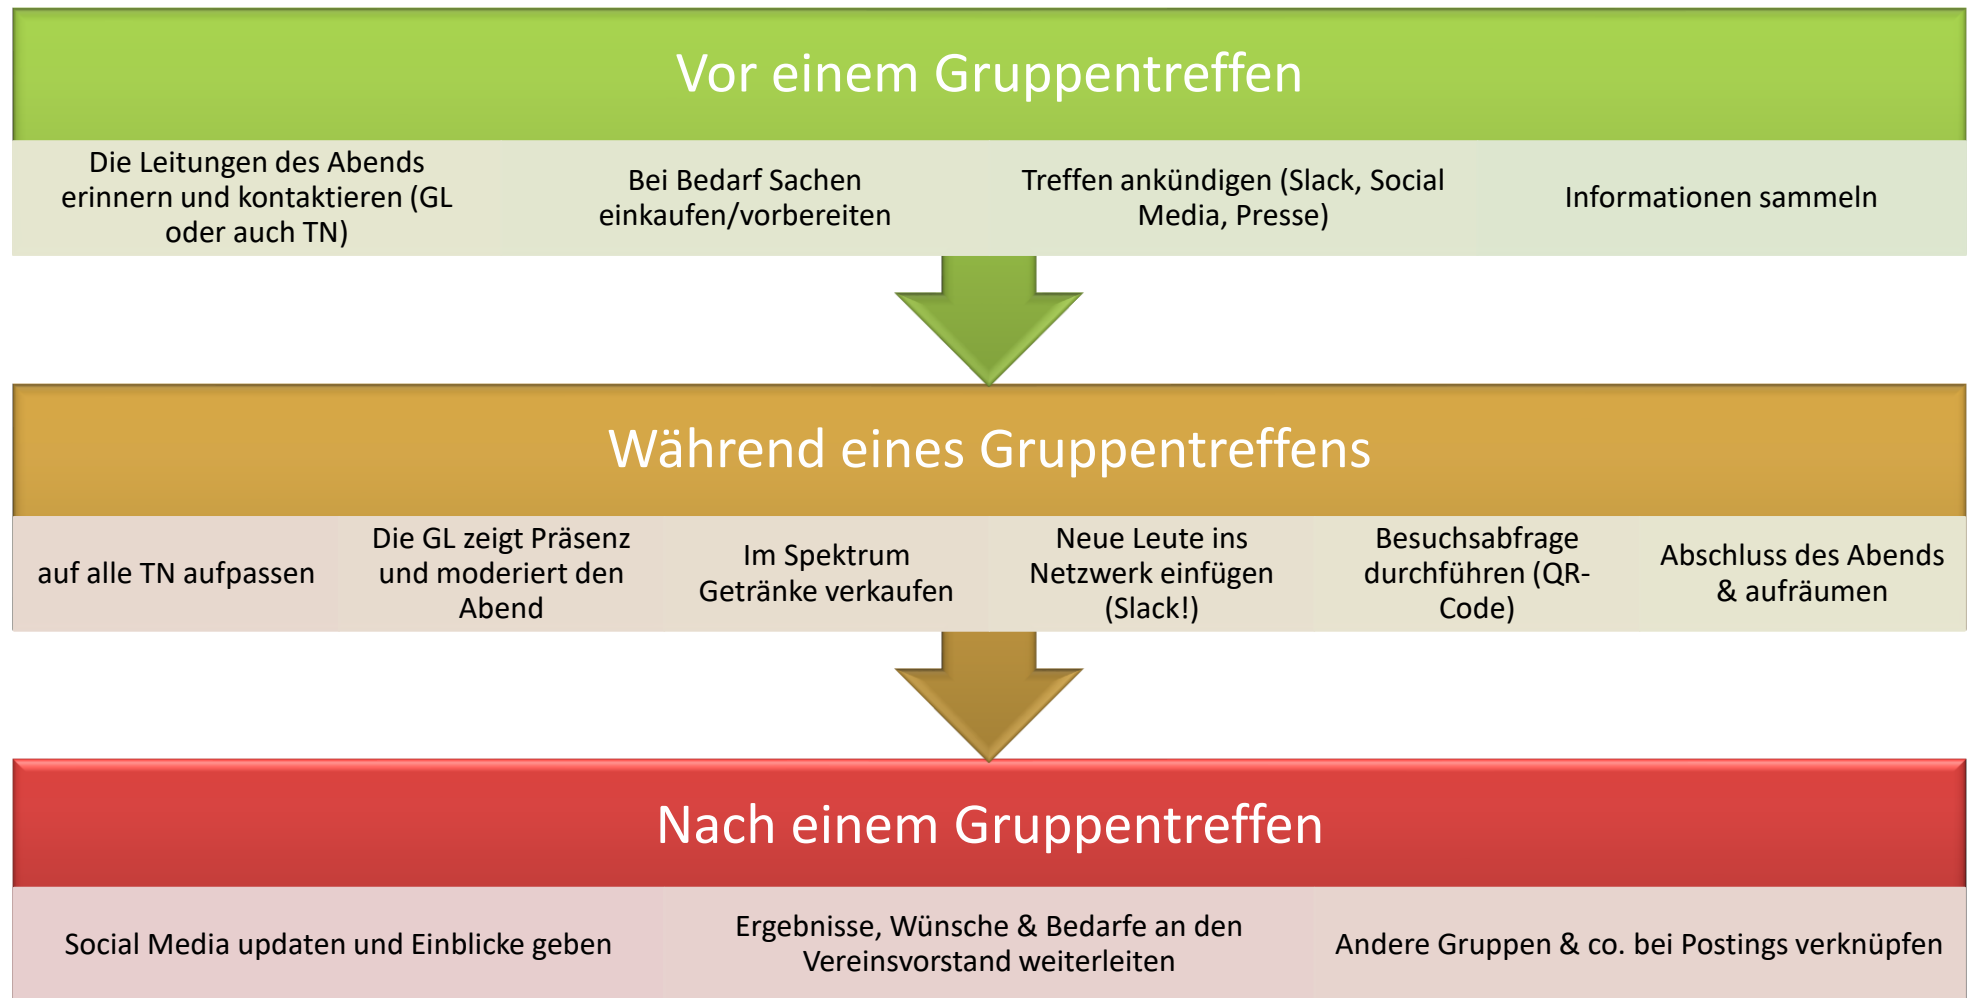 Vor einem Gruppentreffen
Die Leitungen des Abends
erinnern und kontaktieren (GL
oder auch TN)
Bei Bedarf Sachen
einkaufen/vorbereiten
Treffen ankündigen (Slack, Social
Media, Presse)
Informationen sammeln
Während eines Gruppentreffens
auf alle TN aufpassen
Die GL zeigt Präsenz
und moderiert den
Abend
Im Spektrum
Getränke verkaufen
Neue Leute ins
Netzwerk einfügen
(Slack!)
Besuchsabfrage
durchführen (QR-
Code)
Abschluss des Abends
& aufräumen
Nach einem Gruppentreffen
Social Media updaten und Einblicke geben
Ergebnisse, Wünsche & Bedarfe an den
Vereinsvorstand weiterleiten
Andere Gruppen & co. bei Postings verknüpfen